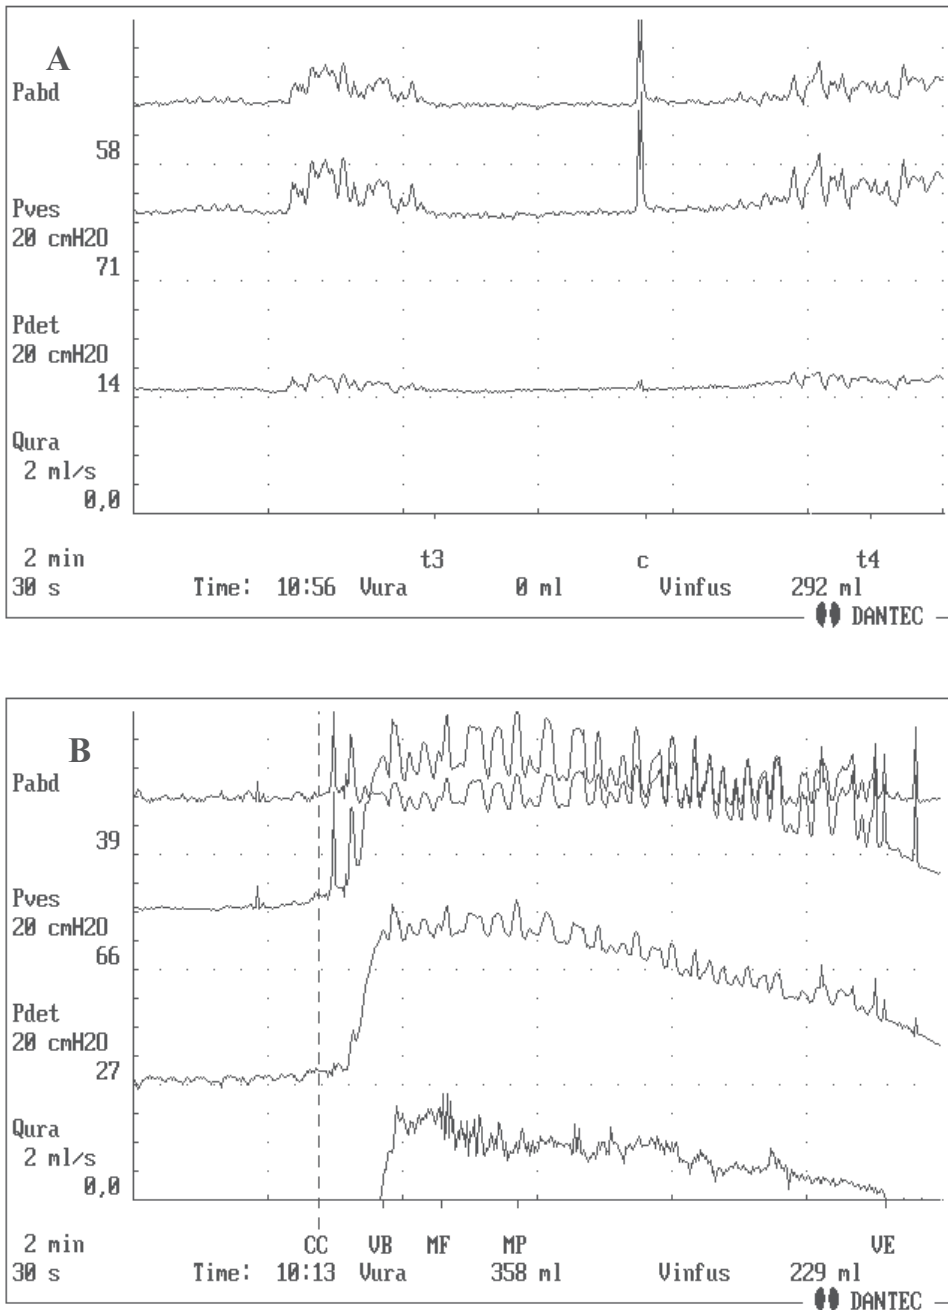 A
Pabd
58
Pves
20 cmH2O
71
Pdet
20 cmH2O
14
Qura
2 ml/s
0,0
2 min t3 c t4
30 s Time: 10:56 Vura 0 ml Vinfus 292 ml
DANTEC
B
Pabd
39
Pves
20 cmH2O
66
Pdet
20 cmH2O
27
Qura
2 ml/s
0,0
2 min CC VB MF MP VE
30 s Time: 10:13 Vura 358 ml Vinfus 229 ml
DANTEC